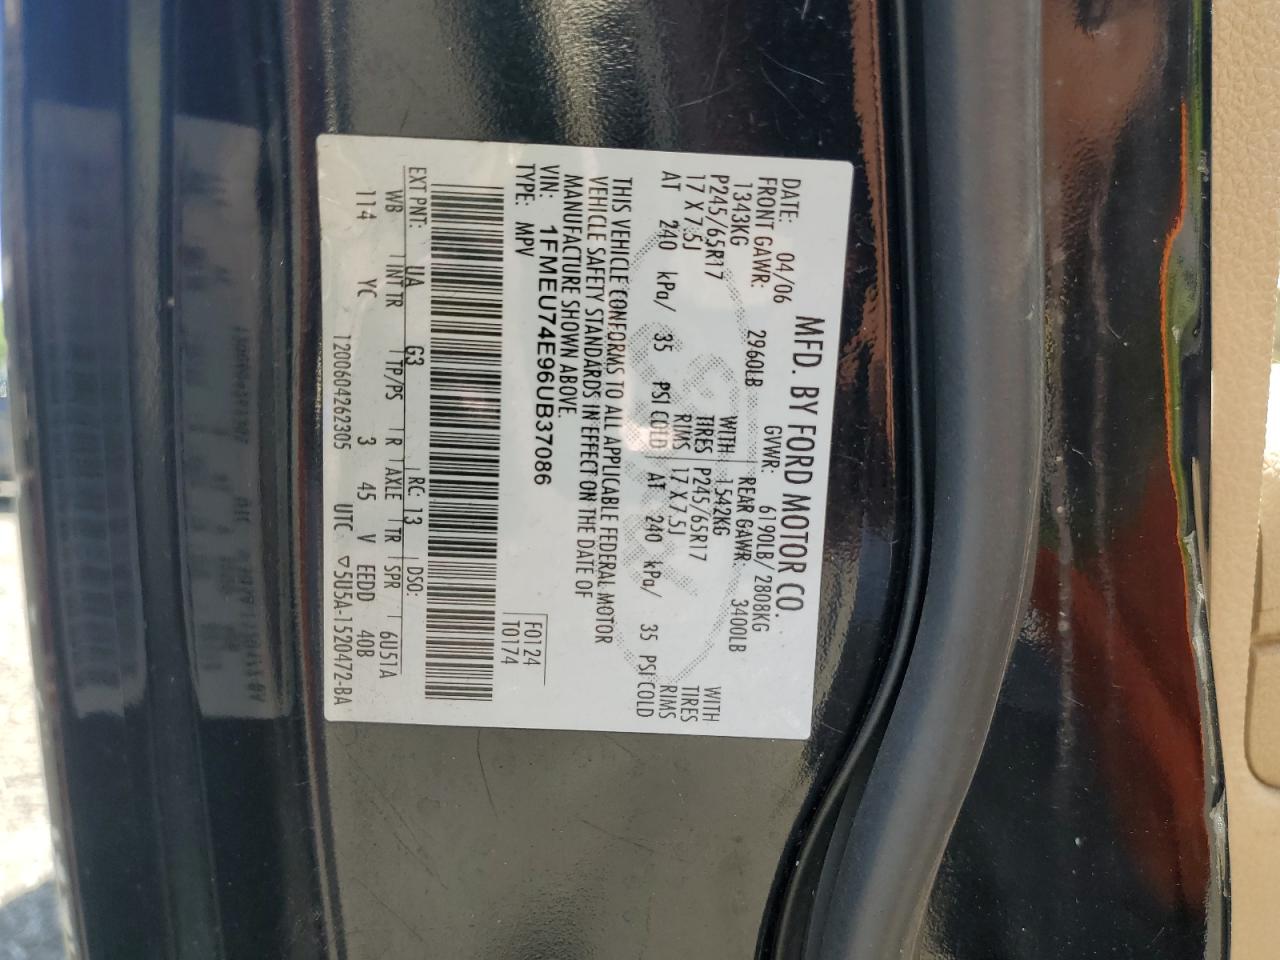 MFD. BY FORD MOTOR CO.
DATE: 04/06 GVWR: 6190LB/ 2808KG
FRONT GAWR: 2960LB REAR GAWR: 3400LB
1343KG WITH 1542KG WITH
P245/65R17 TIRES P245/65R17 TIRES
17 X 7.5J RIMS 17 X 7.5J RIMS
AT 240 kPa/ 35 PSI COLD AT 240 kPa/ 35 PSI COLD
THIS VEHICLE CONFORMS TO ALL APPLICABLE FEDERAL MOTOR
VEHICLE SAFETY STANDARDS IN EFFECT ON THE DATE OF
MANUFACTURE SHOWN ABOVE.
VIN: 1FMEU74E96UB37086
TYPE: MPV
F0124
T0174
EXT PNT: UA G3 RC: 13 DSO:
WB INT TR TP/PS R AXLE TR SPR 6U51A
114 YC 3 45 V EEDD 40B
1200604262305 UTC ▽5U5A-1520472-BA